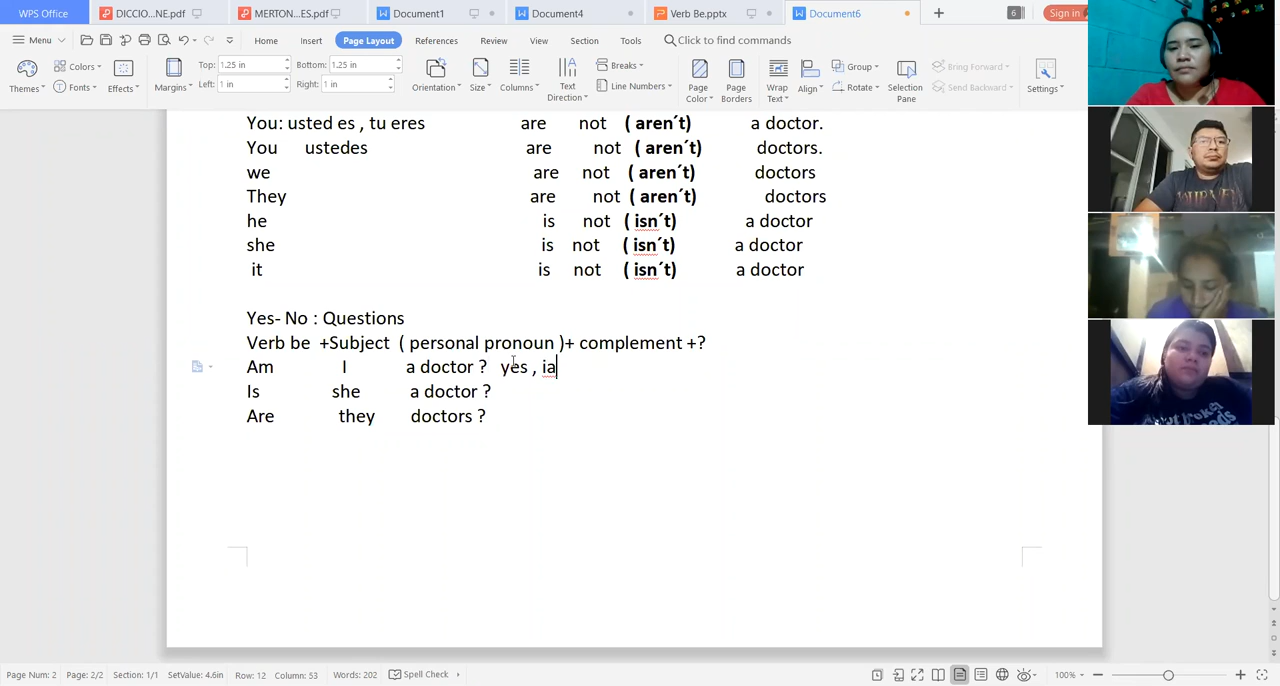 WPS Office DICCIO...NE.pdf MERTON...ES.pdf Document1 Document4 Verb Be.pptx Document6 + 6 Sign in
Menu Home Insert Page Layout References Review View Section Tools Click to find commands
Themes Colors Fonts Effects Margins Top: 1.25 in Bottom: 1.25 in Left: 1 in Right: 1 in Orientation Size Columns Text Direction Breaks Line Numbers Page Color Page Borders Wrap Text Align Group Rotate Selection Pane Bring Forward Send Backward Settings
You: usted es , tu eres are not ( aren´t) a doctor.
You ustedes are not ( aren´t) doctors.
we are not ( aren´t) doctors
They are not ( aren´t) doctors
he is not ( isn´t) a doctor
she is not ( isn´t) a doctor
it is not ( isn´t) a doctor
Yes- No : Questions
Verb be +Subject ( personal pronoun )+ complement +?
Am I a doctor ? yes , ia
Is she a doctor ?
Are they doctors ?
Page Num: 2 Page: 2/2 Section: 1/1 SetValue: 4.6in Row: 12 Column: 53 Words: 202 Spell Check 100%